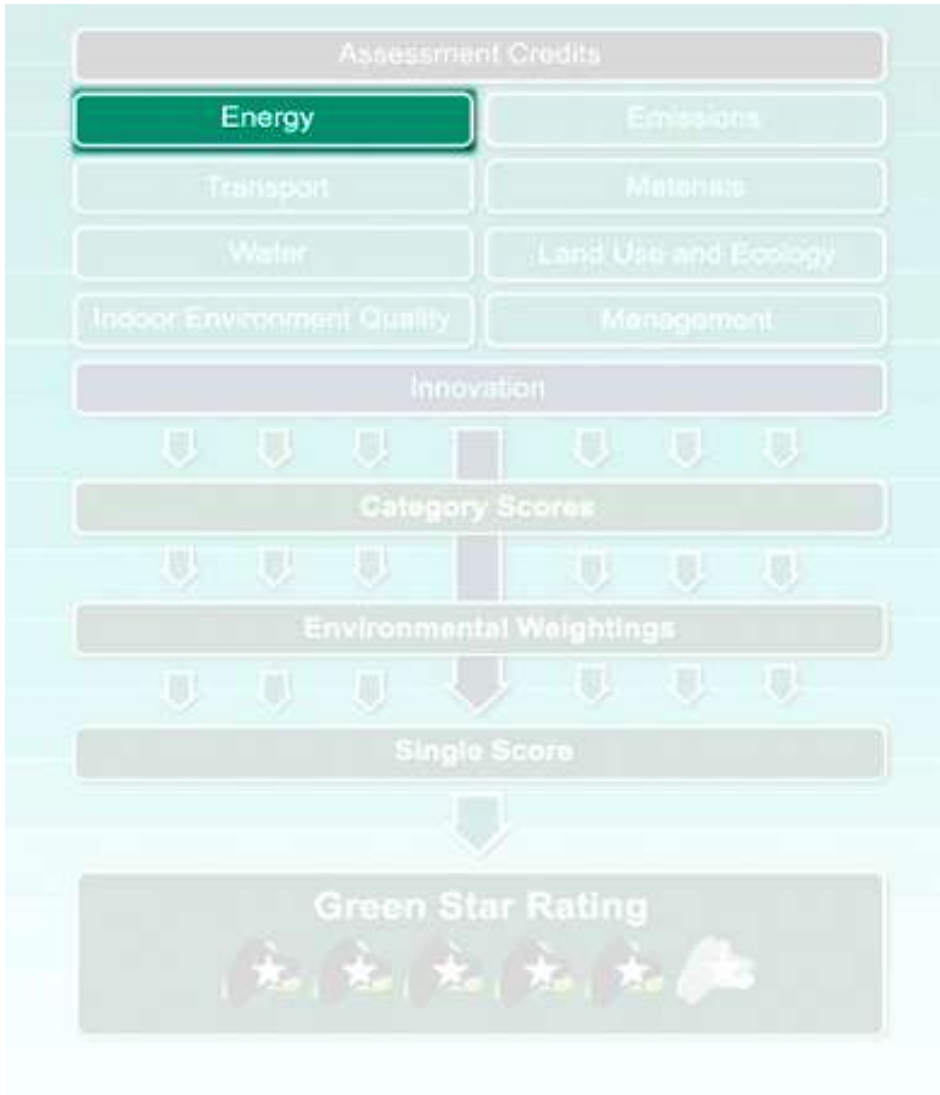 Assessment Credits
Energy
Emissions
Transport
Materials
Water
Land Use and Ecology
Indoor Environment Quality
Management
Innovation
Category Scores
Environmental Weightings
Single Score
Green Star Rating